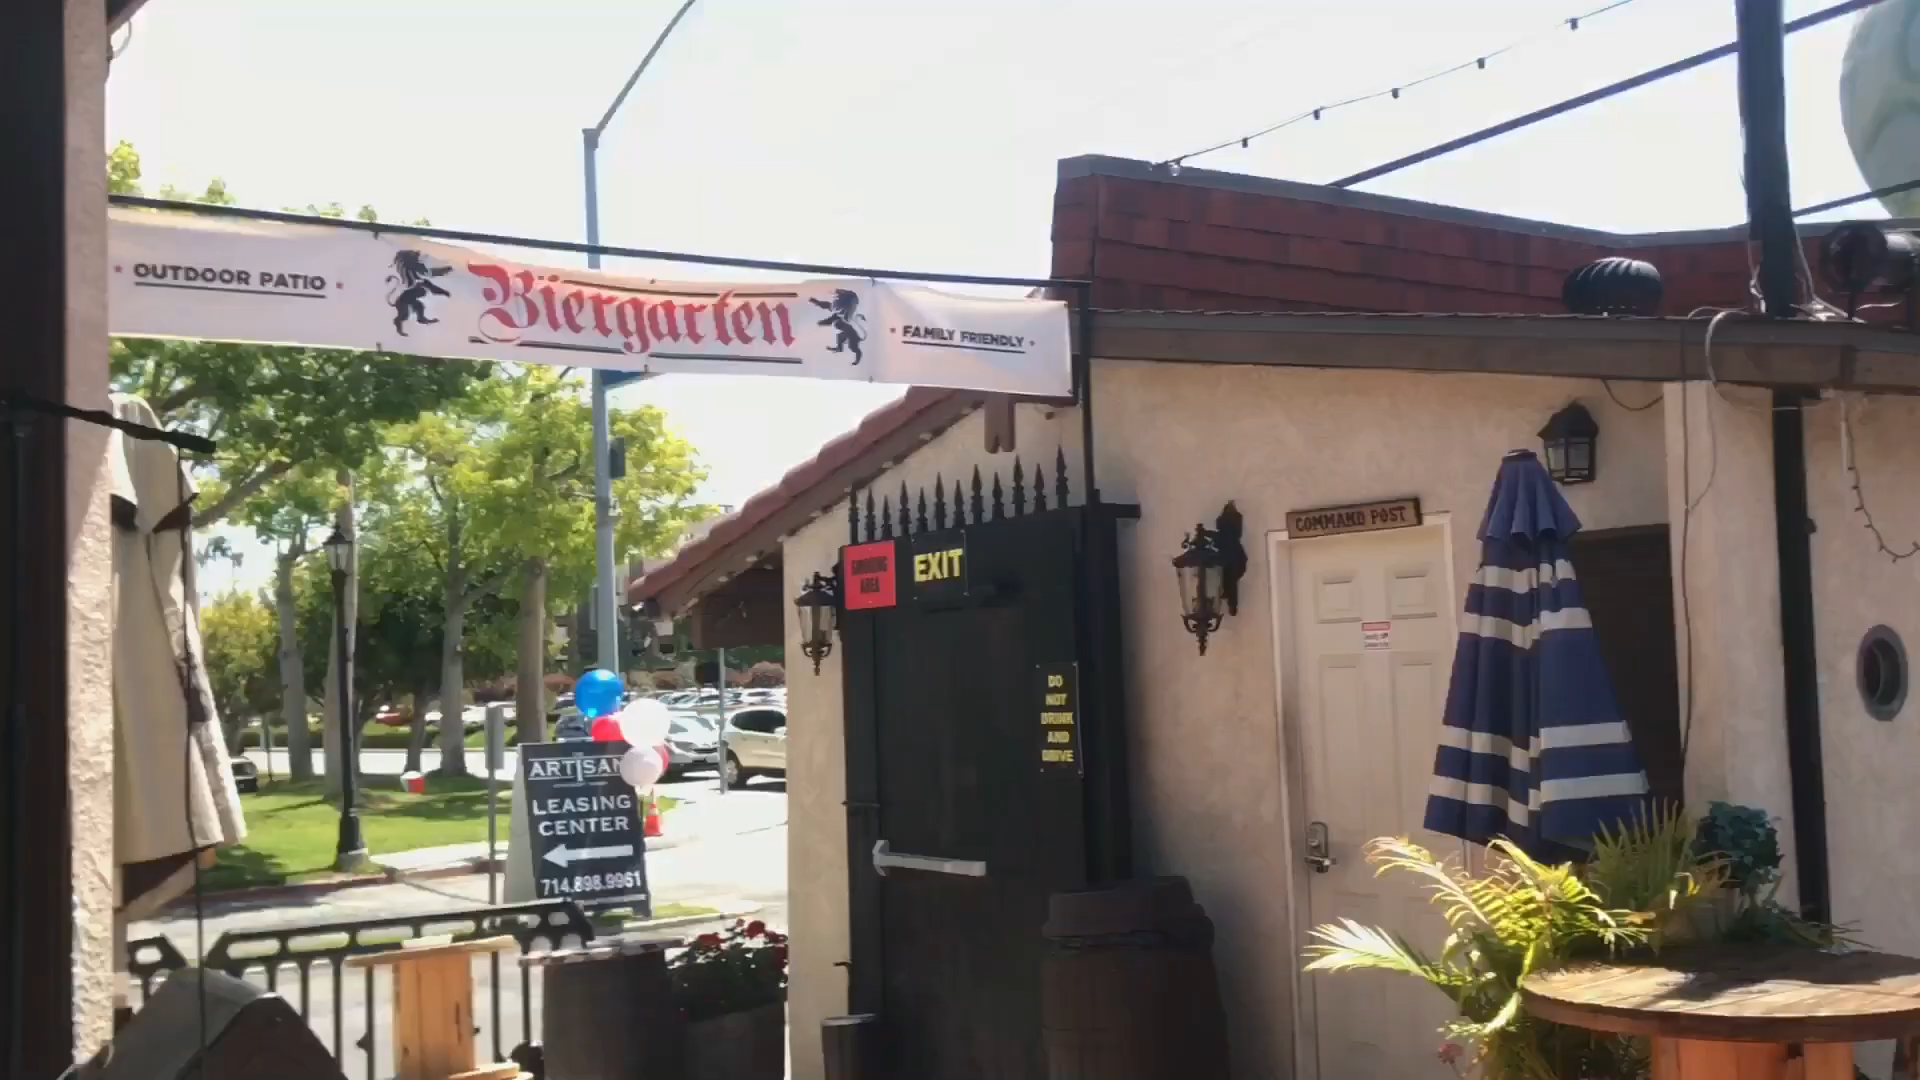 OUTDOOR PATIO
Biergarten
FAMILY FRIENDLY
SMOKING
AREA
EXIT
COMMAND POST
DO
NOT
DRINK
AND
DRIVE
THE
ARTISAN
LEASING
CENTER
714.898.9961